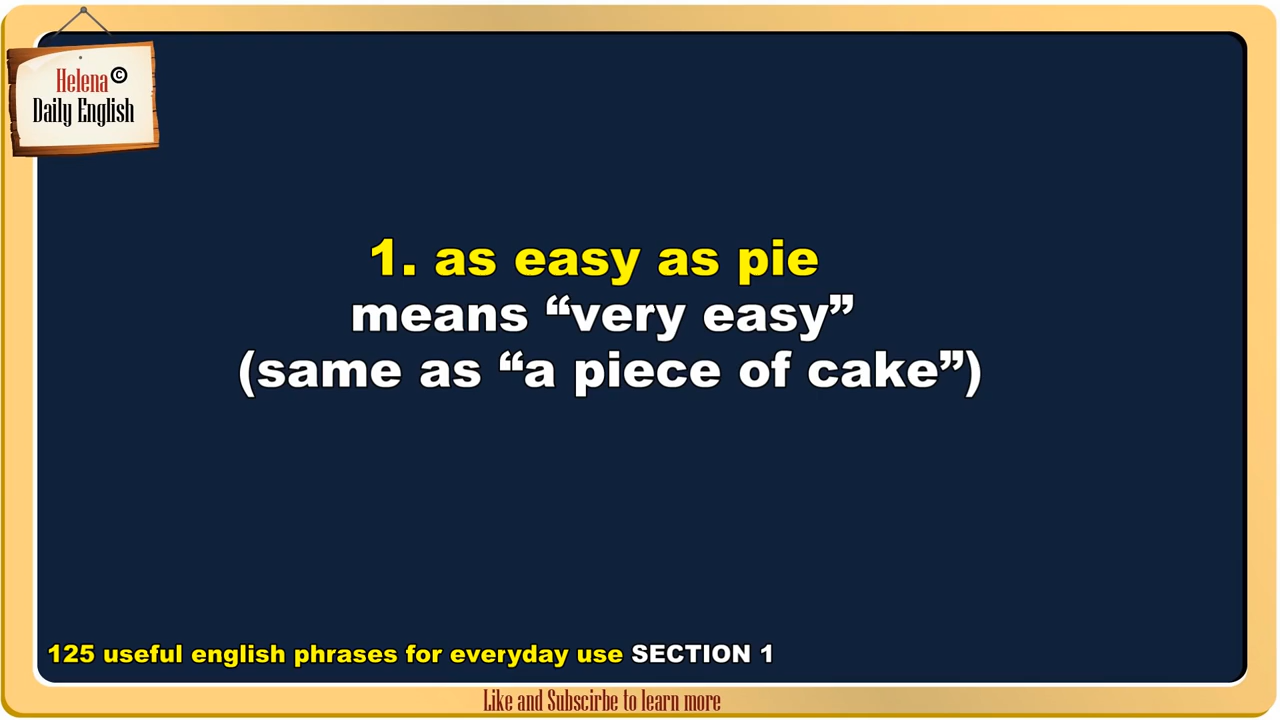 Helena ©
Daily English
1. as easy as pie
means “very easy”
(same as “a piece of cake”)
125 useful english phrases for everyday use SECTION 1
Like and Subscirbe to learn more